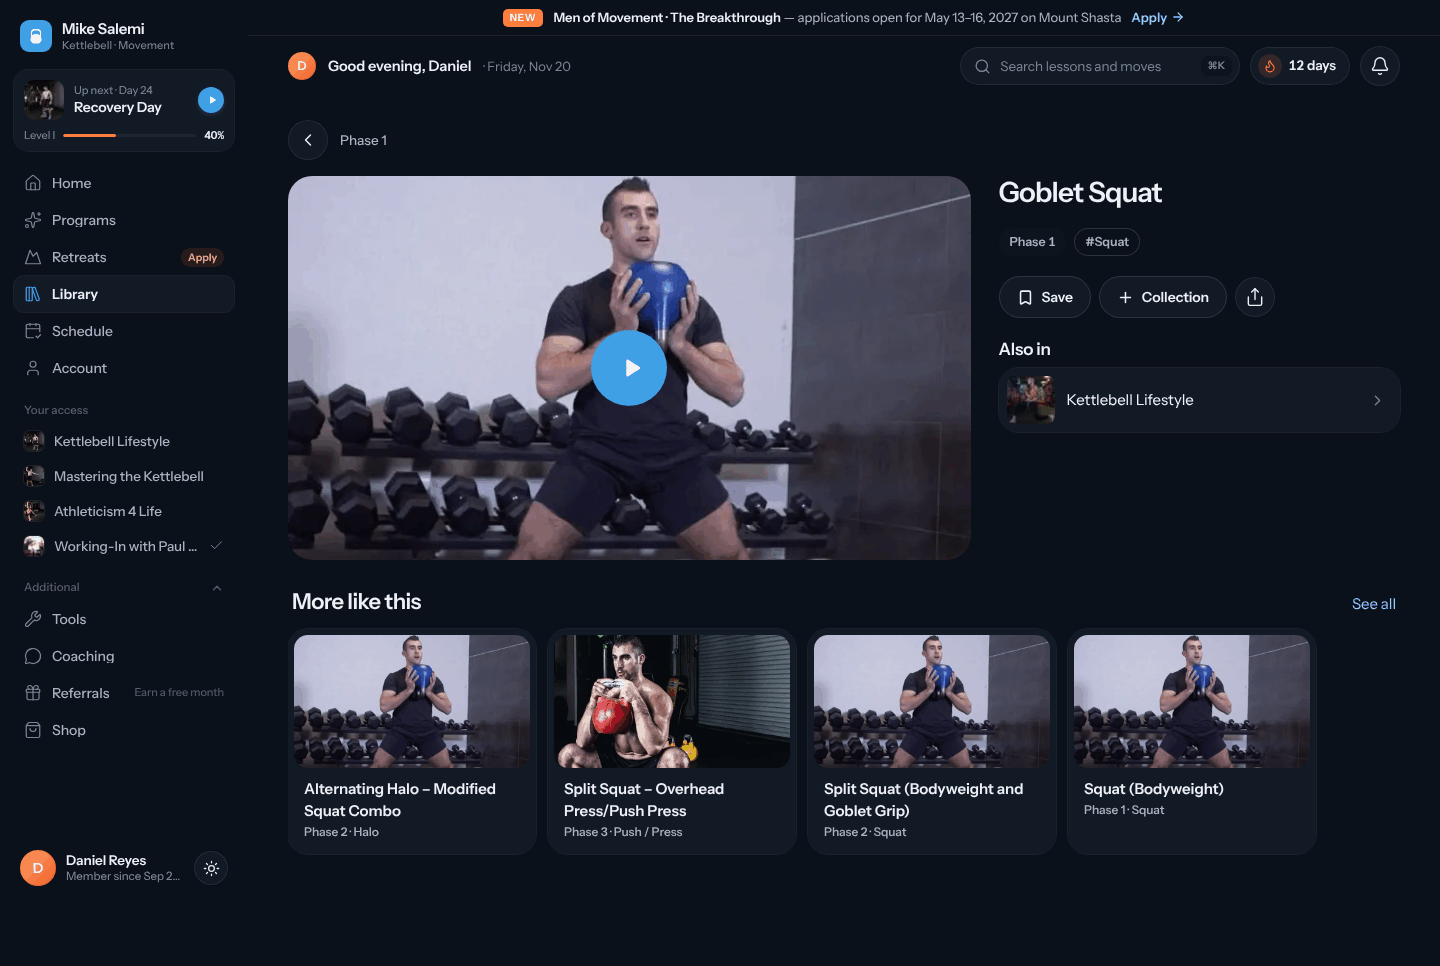 Mike Salemi
Kettlebell · Movement
Up next · Day 24
Recovery Day
Level I
40%
Home
Programs
Retreats
Apply
Library
Schedule
Account
Your access
Kettlebell Lifestyle
Mastering the Kettlebell
Athleticism 4 Life
Working-In with Paul ...
Additional
Tools
Coaching
Referrals
Earn a free month
Shop
D
Daniel Reyes
Member since Sep 2...
NEW Men of Movement · The Breakthrough — applications open for May 13–16, 2027 on Mount Shasta Apply →
D
Good evening, Daniel · Friday, Nov 20
Search lessons and moves ⌘K
12 days
Phase 1
Goblet Squat
Phase 1
#Squat
Save
Collection
Also in
Kettlebell Lifestyle
More like this
See all
Alternating Halo – Modified
Squat Combo
Phase 2 · Halo
Split Squat – Overhead
Press/Push Press
Phase 3 · Push / Press
Split Squat (Bodyweight and
Goblet Grip)
Phase 2 · Squat
Squat (Bodyweight)
Phase 1 · Squat